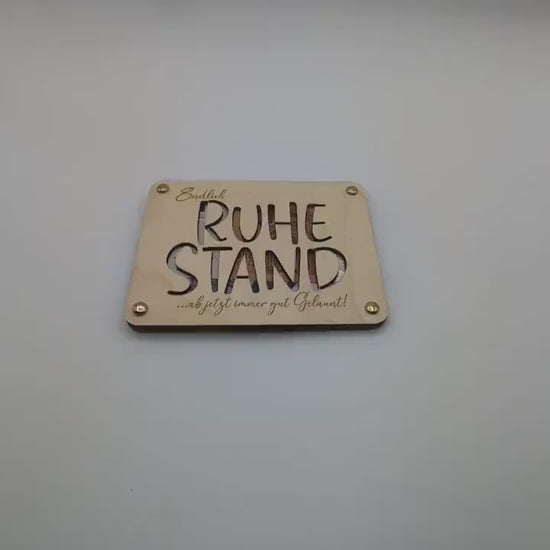 Endlich
RUHE
STAND
...ab jetzt immer gut Gelaunt!